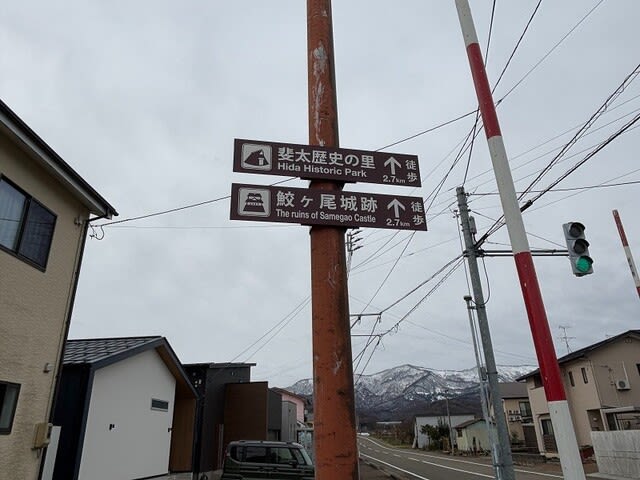 斐太歴史の里
Hida Historic Park
徒歩
2.7km
鮫ヶ尾城跡
The ruins of Samegao Castle
徒歩
2.7km